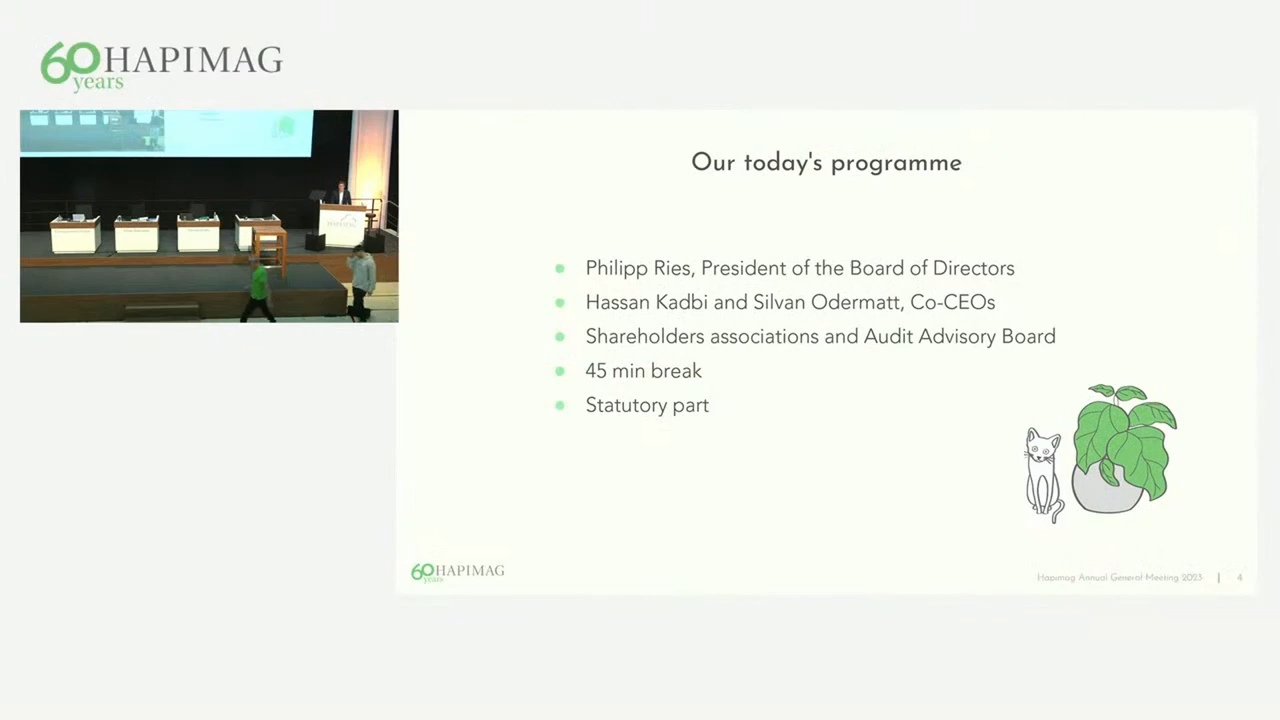 60 HAPIMAG
years
Our today's programme
Philipp Ries, President of the Board of Directors
Hassan Kadbi and Silvan Odermatt, Co-CEOs
Shareholders associations and Audit Advisory Board
45 min break
Statutory part
60 HAPIMAG
years
Hapimag Annual General Meeting 2023 | 4